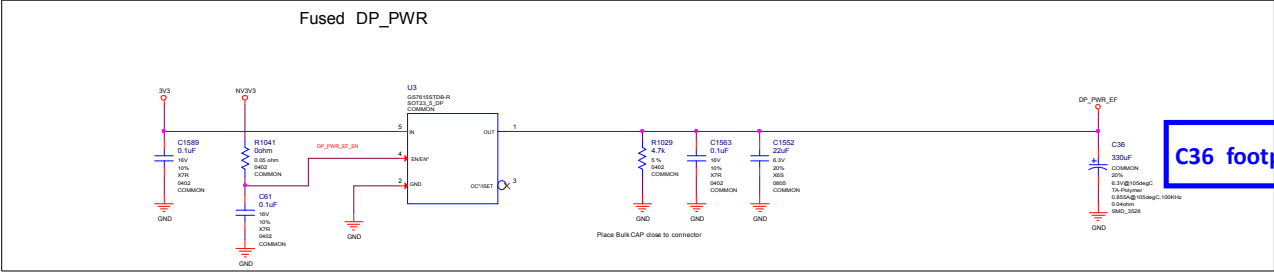 Fused DP_PWR
3V3
NV3V3
U3
GS7615STDB-R
SOT23_5_DP
COMMON
DP_PWR_EF
5
IN
OUT
1
C1589
0.1uF
16V
10%
X7R
0402
COMMON
R1041
0ohm
0.05 ohm
0402
COMMON
DP_PWR_EF_EN
4
EN/EN*
2
GND
OC*/ISET
3
R1029
4.7k
5 %
0402
COMMON
C1563
0.1uF
16V
10%
X7R
0402
COMMON
C1552
22uF
6.3V
20%
X6S
0805
COMMON
C36
330uF
COMMON
20%
6.3V@105degC
TA-Polymer
0.855A@105degC,100KHz
0.04ohm
SMD_3528
C36 footp
C61
0.1uF
16V
10%
X7R
0402
COMMON
GND
GND
GND
GND
GND
GND
GND
Place Bulk CAP close to connector